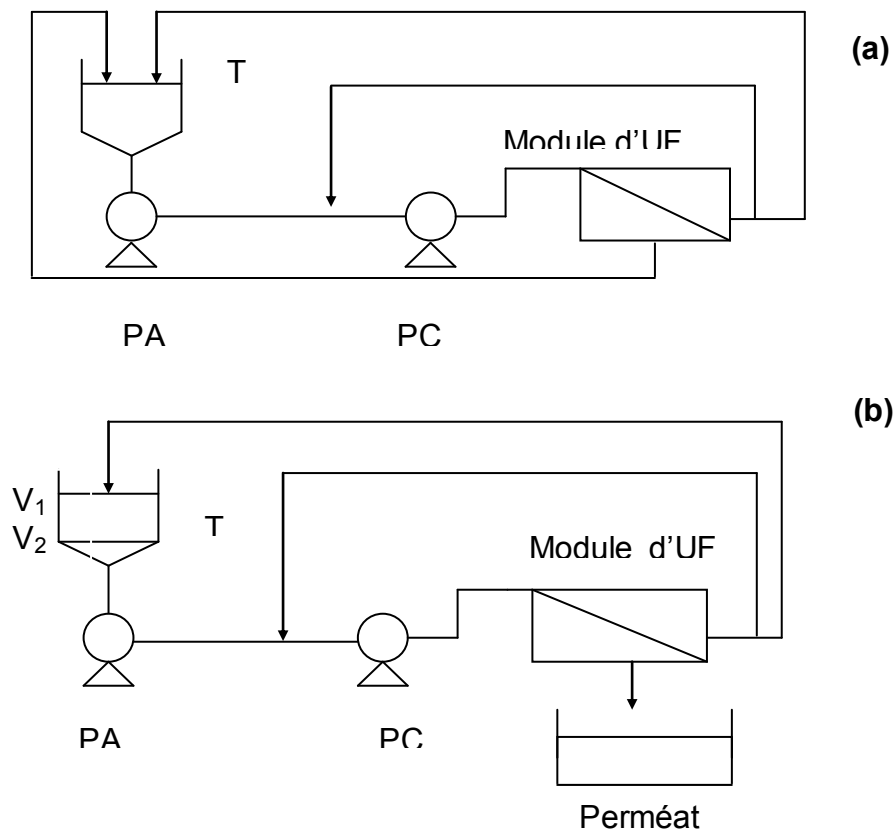 (a)
T
Module d'UF
PA
PC
(b)
V₁
V₂
T
Module d'UF
PA
PC
Perméat